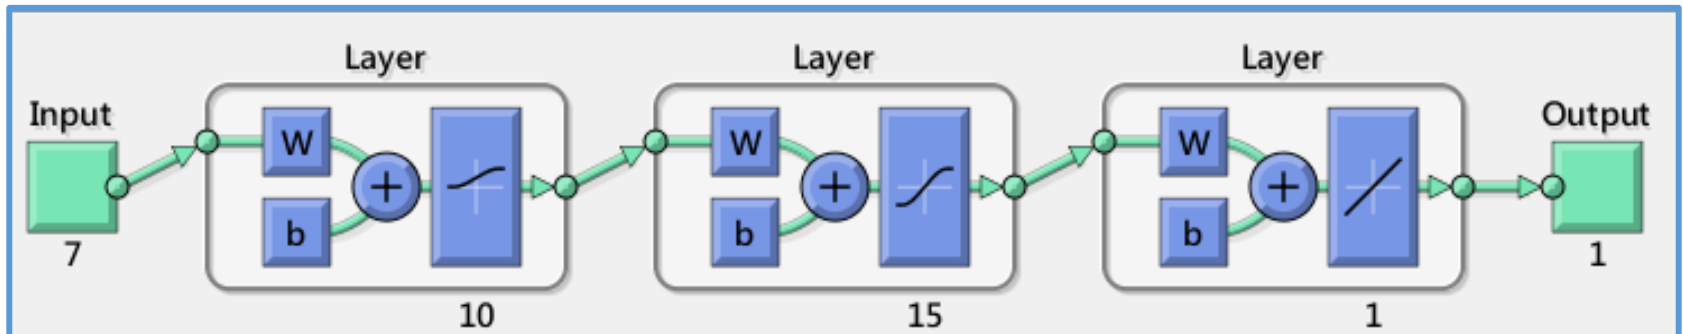 Layer Layer Layer
Input Output
W W W
+ + +
b b b
7 1
10 15 1